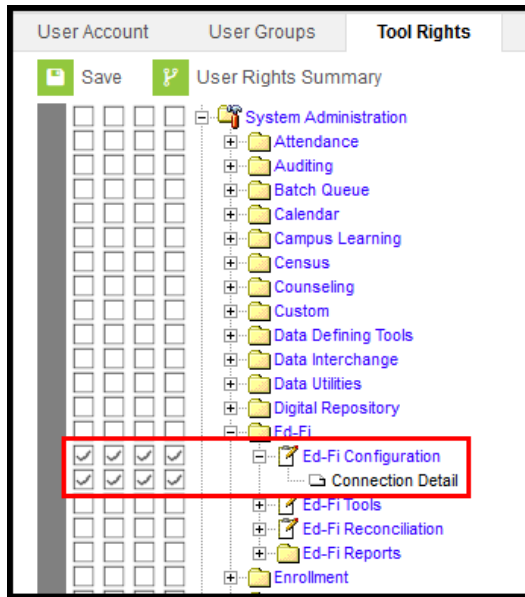 User Account User Groups Tool Rights
Save User Rights Summary
System Administration
Attendance
Auditing
Batch Queue
Calendar
Campus Learning
Census
Counseling
Custom
Data Defining Tools
Data Interchange
Data Utilities
Digital Repository
Ed-Fi
Ed-Fi Configuration
Connection Detail
Ed-Fi Tools
Ed-Fi Reconciliation
Ed-Fi Reports
Enrollment